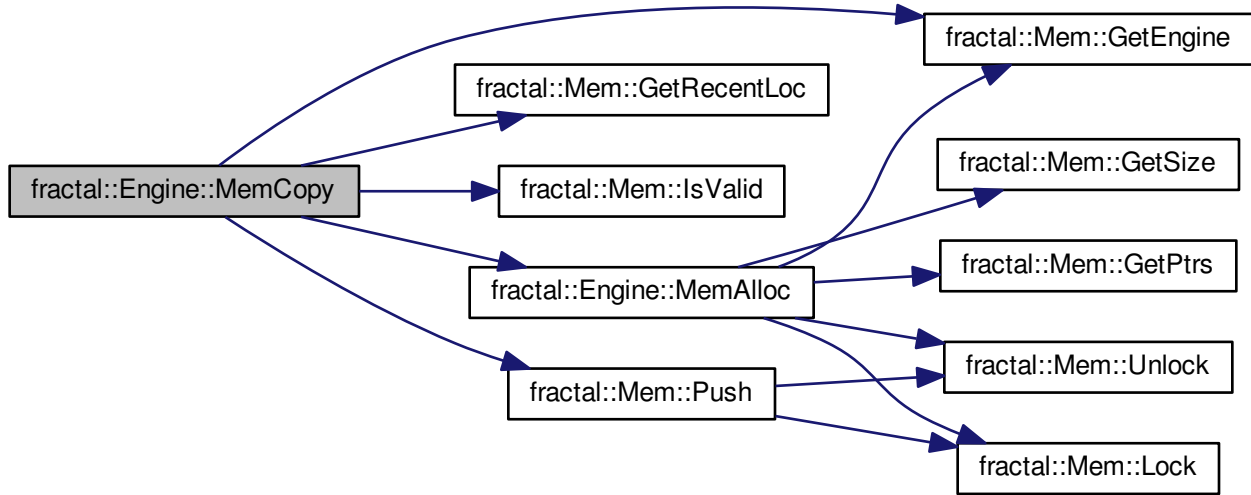 fractal::Mem::GetEngine
fractal::Mem::GetRecentLoc
fractal::Mem::GetSize
fractal::Engine::MemCopy
fractal::Mem::IsValid
fractal::Mem::GetPtrs
fractal::Engine::MemAlloc
fractal::Mem::Unlock
fractal::Mem::Push
fractal::Mem::Lock